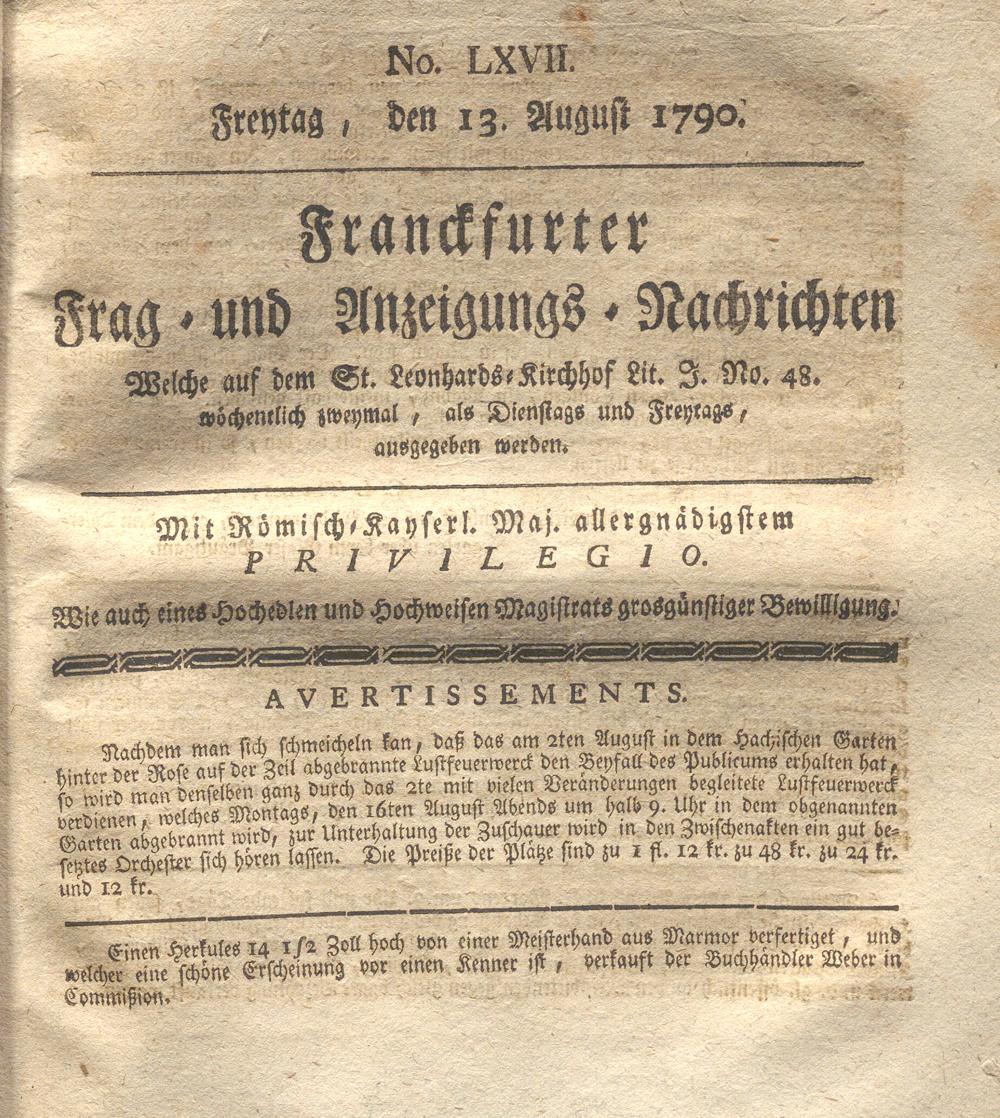 No. LXVII.
Freytag, den 13. August 1790.
Franckfurter
Frag- und Anzeigungs-Nachrichten
Welche auf dem St. Leonhards-Kirchhof Lit. J. No. 48.
wöchentlich zweymal, als Dienstags und Freytags,
ausgegeben werden.
Mit Römisch-Kayserl. Maj. allergnädigstem
PRIVILEGIO.
Wie auch eines Hochedlen und Hochweisen Magistrats grosgünstiger Bewilligung.
AVERTISSEMENTS.
Nachdem man sich schmeicheln kan, daß das am 2ten August in dem Hachischen Garten
hinter der Rose auf der Zeil abgebrannte Lustfeuerwerck den Beyfall des Publicums erhalten hat,
so wird man denselben ganz durch das 2te mit vielen Veränderungen begleitete Lustfeuerwerck
verdienen, welches Montags, den 16ten August Abends um halb 9. Uhr in dem obgenannten
Garten abgebrannt wird, zur Unterhaltung der Zuschauer wird in den Zwischenakten ein gut be-
setztes Orchester sich hören lassen. Die Preiße der Plätze sind zu 1 fl. 12 kr. zu 48 kr. zu 24 kr.
und 12 kr.
Einen Herkules 14 1/2 Zoll hoch von einer Meisterhand aus Marmor verfertiget, und
welcher eine schöne Erscheinung vor einen Kenner ist, verkauft der Buchhändler Weber in
Commißion.